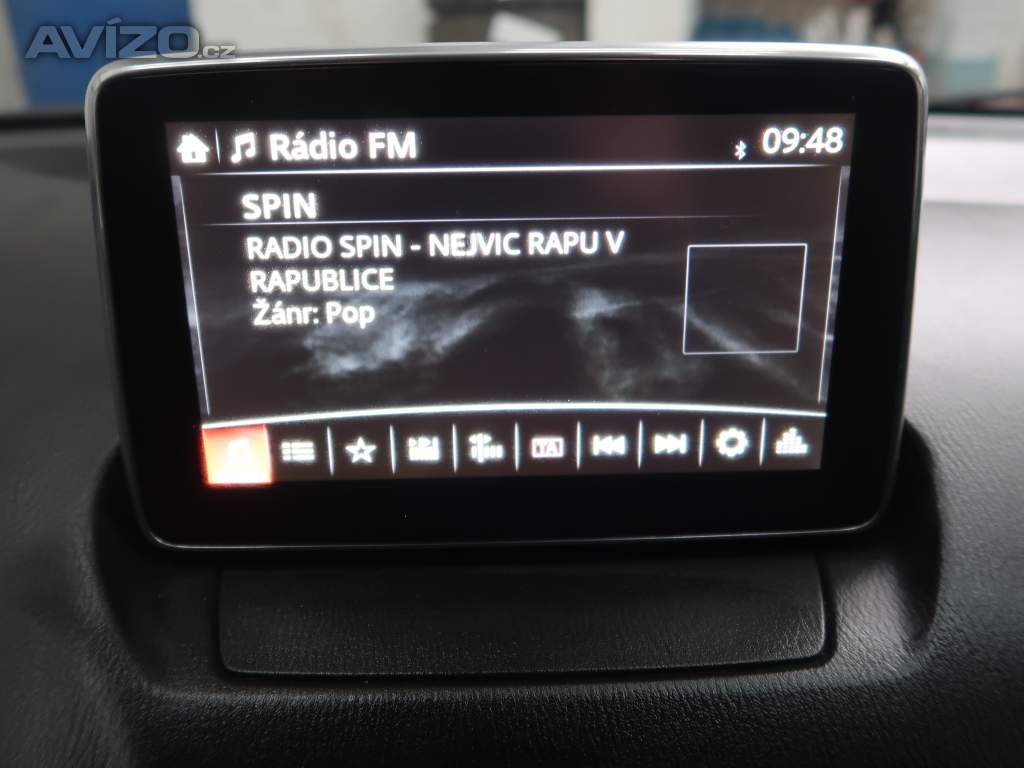 AVÍZO.cz
Rádio FM
09:48
SPIN
RADIO SPIN - NEJVIC RAPU V
RAPUBLICE
Žánr: Pop
TA